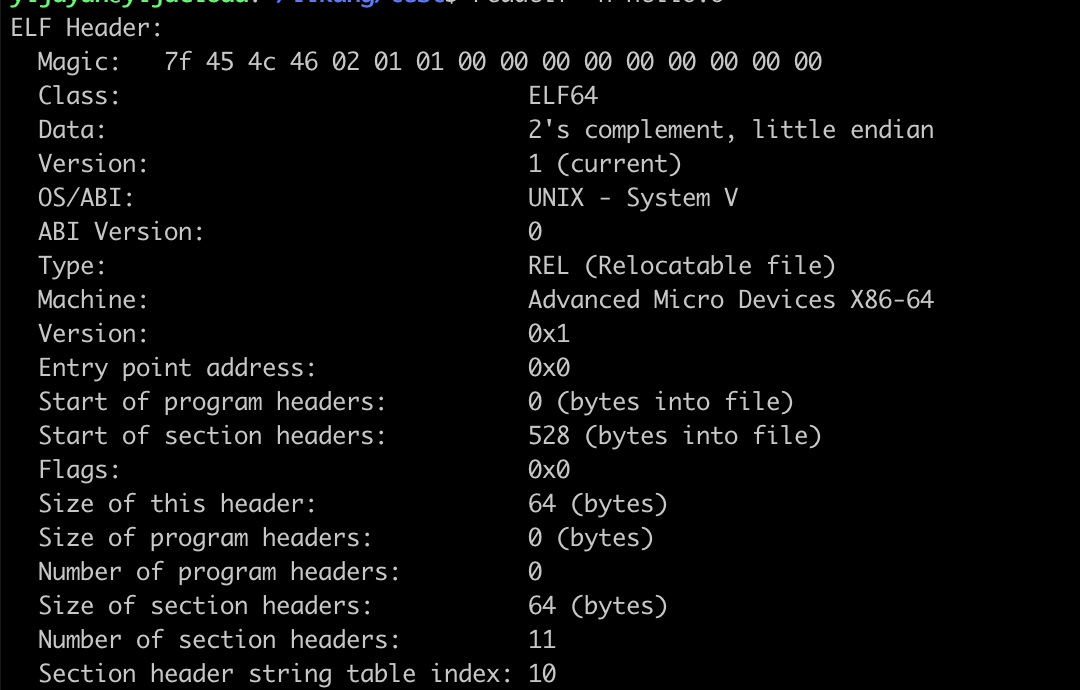 ELF Header:
  Magic:   7f 45 4c 46 02 01 01 00 00 00 00 00 00 00 00 00
  Class:                             ELF64
  Data:                              2's complement, little endian
  Version:                           1 (current)
  OS/ABI:                            UNIX - System V
  ABI Version:                       0
  Type:                              REL (Relocatable file)
  Machine:                           Advanced Micro Devices X86-64
  Version:                           0x1
  Entry point address:               0x0
  Start of program headers:          0 (bytes into file)
  Start of section headers:          528 (bytes into file)
  Flags:                             0x0
  Size of this header:               64 (bytes)
  Size of program headers:           0 (bytes)
  Number of program headers:         0
  Size of section headers:           64 (bytes)
  Number of section headers:         11
  Section header string table index: 10